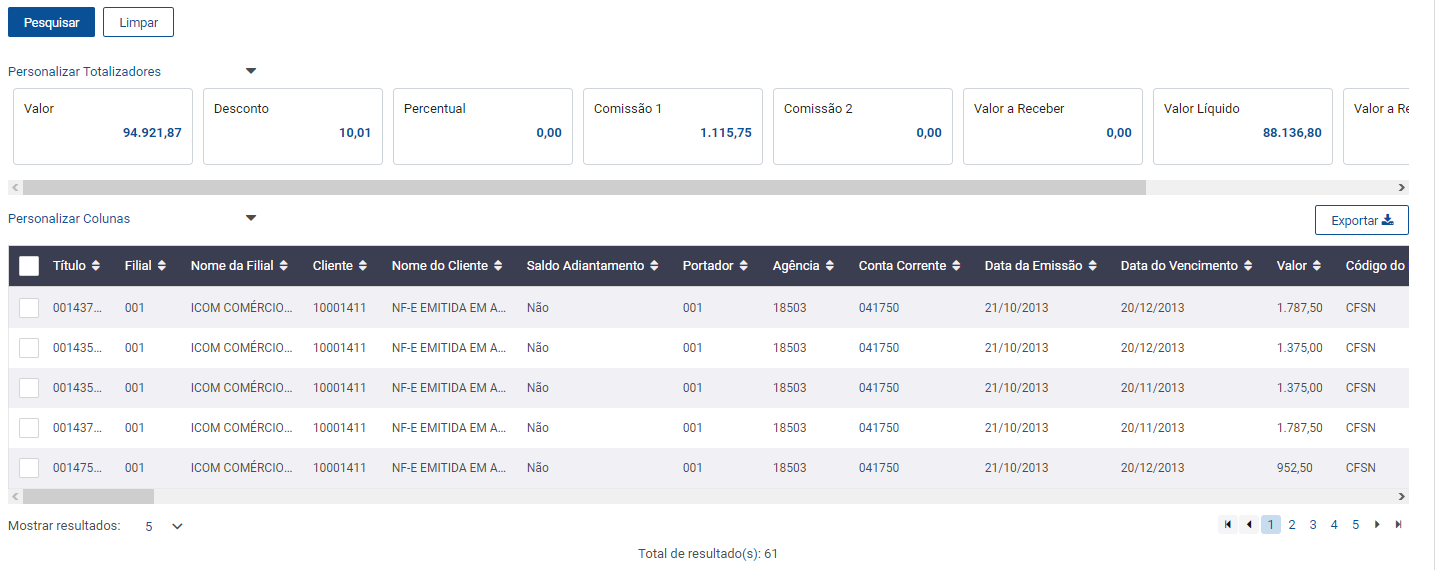 Pesquisar Limpar
Personalizar Totalizadores
Valor Desconto Percentual Comissão 1 Comissão 2 Valor a Receber Valor Líquido Valor a Re
94.921,87 10,01 0,00 1.115,75 0,00 0,00 88.136,80
Personalizar Colunas
Exportar
Título Filial Nome da Filial Cliente Nome do Cliente Saldo Adiantamento Portador Agência Conta Corrente Data da Emissão Data do Vencimento Valor Código do
001437... 001 ICOM COMÉRCIO... 10001411 NF-E EMITIDA EM A... Não 001 18503 041750 21/10/2013 20/12/2013 1.787,50 CFSN
001435... 001 ICOM COMÉRCIO... 10001411 NF-E EMITIDA EM A... Não 001 18503 041750 21/10/2013 20/12/2013 1.375,00 CFSN
001435... 001 ICOM COMÉRCIO... 10001411 NF-E EMITIDA EM A... Não 001 18503 041750 21/10/2013 20/11/2013 1.375,00 CFSN
001437... 001 ICOM COMÉRCIO... 10001411 NF-E EMITIDA EM A... Não 001 18503 041750 21/10/2013 20/11/2013 1.787,50 CFSN
001475... 001 ICOM COMÉRCIO... 10001411 NF-E EMITIDA EM A... Não 001 18503 041750 21/10/2013 20/12/2013 952,50 CFSN
Mostrar resultados: 5
1 2 3 4 5
Total de resultado(s): 61